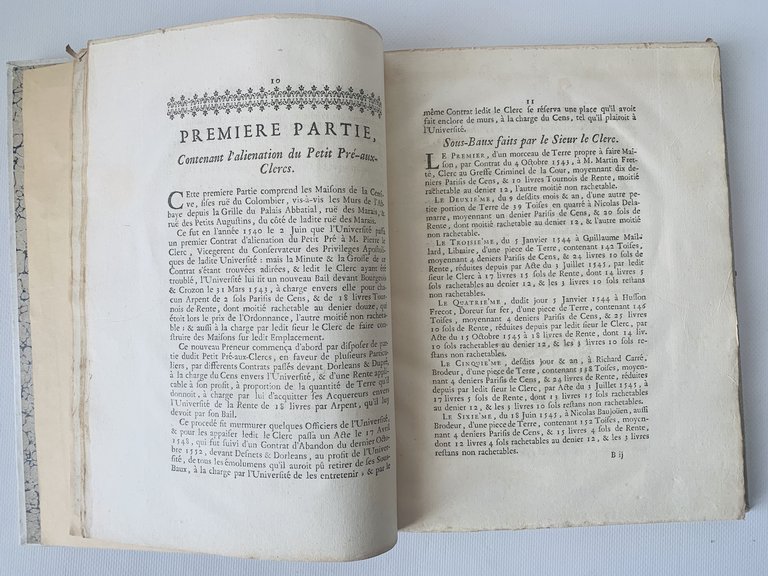 10
PREMIERE PARTIE,
Contenant l'alienation du Petit Pré-aux-
Clercs.
Cette premiere Partie comprend les Maisons de la Censi-
ve, sises ruë du Colombier, vis-à-vis les Murs de l'Ab-
baye depuis la Grille du Palais Abbatial, ruë des Marais, &
ruë des Petits Augustins, du côté de ladite ruë des Marais.
Ce fut en l'année 1540 le 2 Juin que l'Université passa
un premier Contrat d'alienation du Petit Pré à M. Pierre le
Clerc, Vicegerent du Conservateur des Privileges Apostoli-
ques de ladite Université: mais la Minute & la Grosse de ce
Contrat s'étant trouvées adirées, & ledit le Clerc ayant été
troublé, l'Université lui fit un nouveau Bail devant Bourgeois
& Crozon le 31 Mars 1543, à charge envers elle pour cha-
cun Arpent de 2 sols Parisis de Cens, & de 18 livres Tour-
nois de Rente, dont moitié rachetable au denier douze, qui
étoit lors le prix de l'Ordonnance, l'autre moitié non racheta-
ble; & aussi à la charge par ledit sieur le Clerc de faire con-
struire des Maisons sur ledit Emplacement.
Ce nouveau Preneur commença d'abord par disposer de par-
tie dudit Petit Pré-aux-Clercs, en faveur de plusieurs Particu-
liers, par differents Contrats passés devant Dorleans & Dupré,
à la charge du Cens envers l'Université, & d'une Rente appli-
cable à son profit, à proportion de la quantité de Terre qu'il
donnoit, à charge par lui d'acquitter ses Acquereurs envers
l'Université de la Rente de 18 livres par Arpent, qu'il lui
devoit par son Bail.
Ce procedé fit murmurer quelques Officiers de l'Université,
& pour les appaiser ledit le Clerc passa un Acte le 17 Avril
1548, qui fut suivi d'un Contrat d'Abandon du dernier Octo-
bre 1552, devant Desnets & Dorleans, au profit de l'Univer-
sité, de tous les émolumens qu'il auroit pû retirer de ses Sous-
Baux, à la charge par l'Université de les entretenir; & par le
11
même Contrat ledit le Clerc se réserva une place qu'il avoit
fait enclore de murs, à la charge du Cens, tel qu'il plairoit à
l'Université.
Sous-Baux faits par le Sieur le Clerc.
LE PREMIER, d'un morceau de Terre propre à faire Mai-
son, par Contrat du 4 Octobre 1543, à M. Martin Fret-
té, Clerc au Greffe Criminel de la Cour, moyennant dix de-
niers Parisis de Cens, & 10 livres Tournois de Rente, moitié
rachetable au denier 12, l'autre moitié non rachetable.
LE DEUXIÈME, du 9 desdits mois & an, d'une autre pe-
tite portion de Terre de 39 Toises en quarré à Nicolas Dela-
marre, moyennant un denier Parisis de Cens, & 20 sols de
Rente, dont moitié rachetable au denier 12, & l'autre moitié
non rachetable.
LE TROISIE'ME, du 5 Janvier 1544 à Guillaume Mail-
lard, Libraire, d'une piece de Terre, contenant 142 Toises,
moyennant 4 deniers Parisis de Cens, & 24 livres 10 sols de
Rente, réduites depuis par Acte du 3 Juillet 1545, par ledit
sieur le Clerc à 17 livres 15 sols de Rente, dont 14 livres 5
sols rachetables au denier 12, & les 3 livres 10 sols restans
non rachetables.
LE QUATRIE'ME, dudit jour 5 Janvier 1544 à Husson
Frecot, Doreur sur fer, d'une piece de Terre, contenant 146
Toises, moyennant 4 deniers Parisis de Cens, & 25 livres
10 sols de Rente, réduites depuis par ledit sieur le Clerc, par
Acte du 15 Octobre 1545 à 18 livres 5 sols, dont 14 liv.
10 sols rachetables au denier 12, & les 3 livres 10 sols
restans non rachetables.
LE CINQUIE'ME, desdits jour & an, à Richard Carré,
Brodeur, d'une piece de Terre, contenant 138 Toises, moyen-
nant 4 deniers Parisis de Cens, & 24 livres de Rente, réduites
depuis par ledit sieur le Clerc, par Acte du 3 Juillet 1545, à
17 livres 5 sols de Rente, dont 13 livres 15 sols rachetables
au denier 12, & 3 livres 10 sols restans non rachetables.
LE SIXIE'ME, du 18 Juin 1545, à Nicolas Baujoüen, aussi
Brodeur, d'une piece de Terre, contenant 152 Toises, moyen-
nant 4 deniers Parisis de Cens, & 15 livres 4 sols de Rente,
dont 12 livres 4 sols rachetables au denier 12, & les 3 livres
restans non rachetables.
B ij